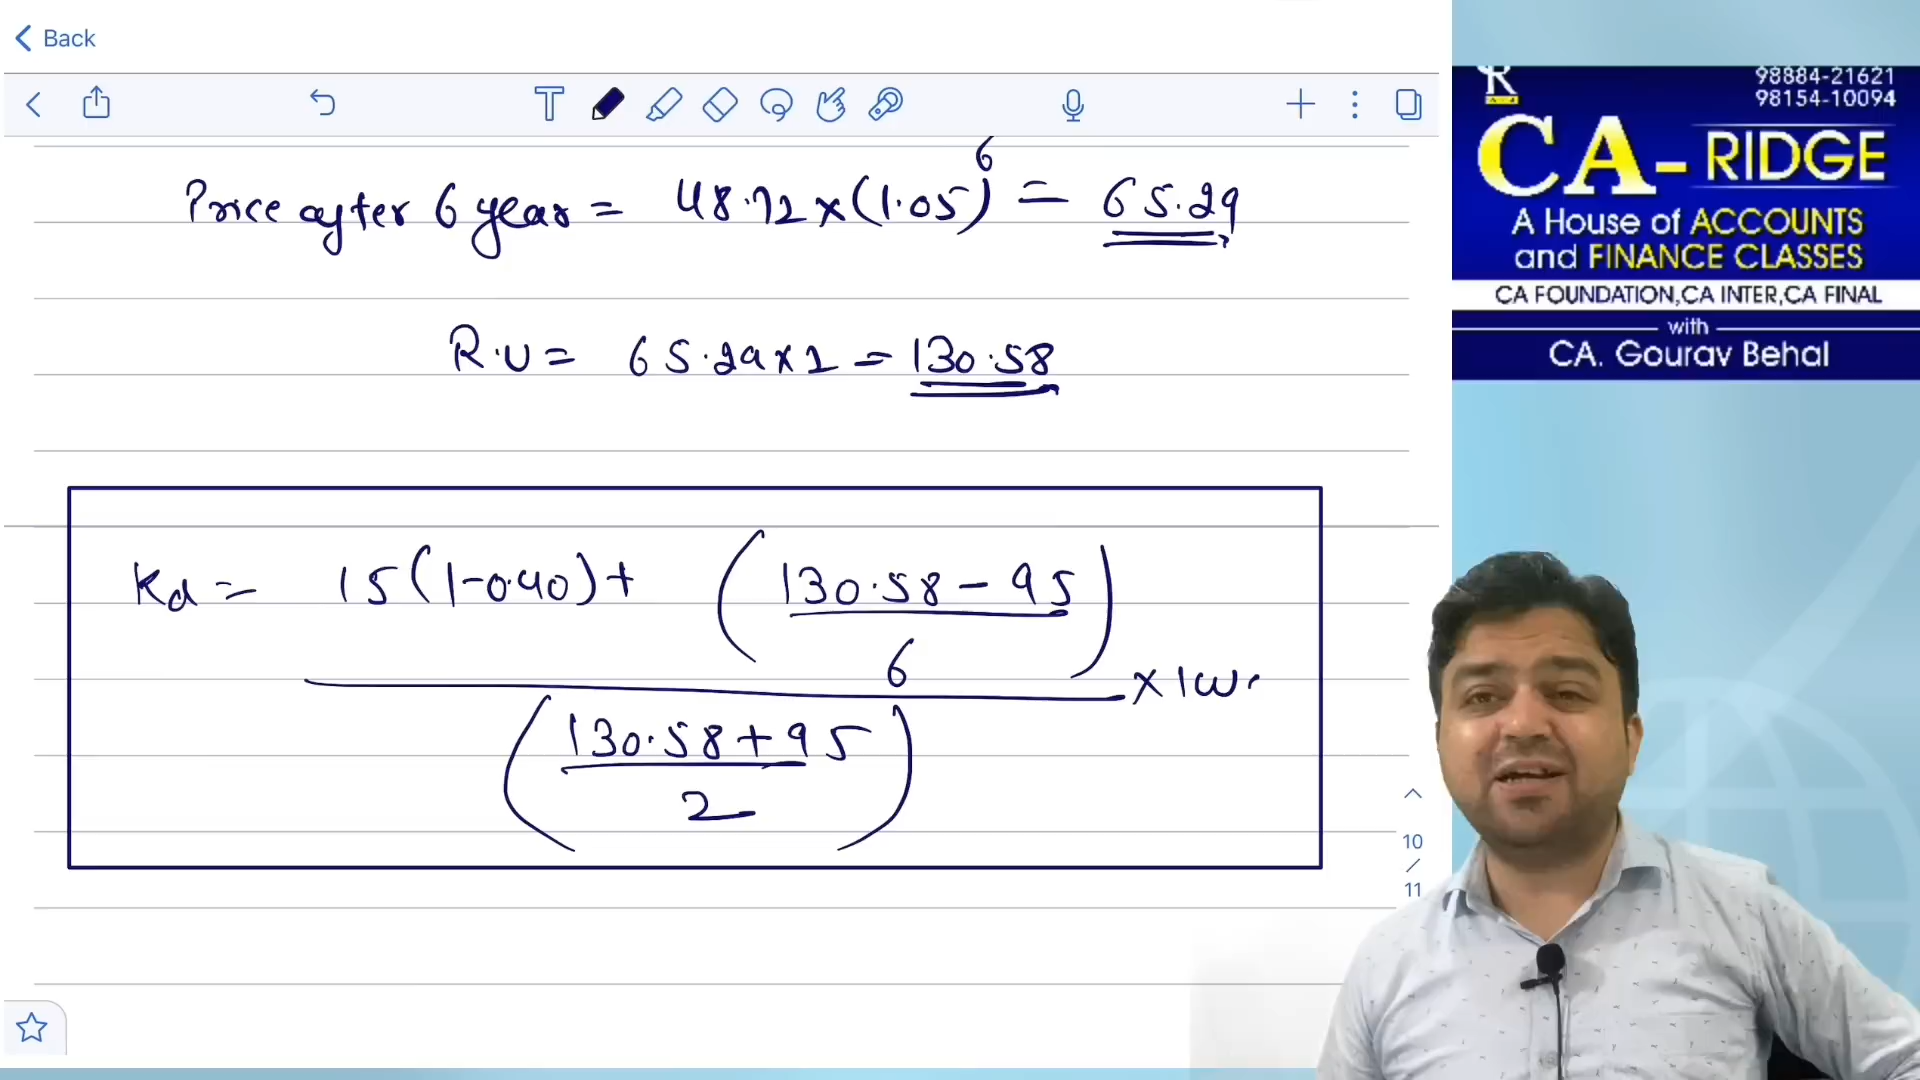 Back
T
Price after 6 year = 48.72 x (1.05)^6 = 65.29
R.V = 65.29 x 2 = 130.58
Kd = 15(1-0.40) + (130.58 - 95 / 6)
x 100
(130.58 + 95 / 2)
10
/
11
R
98884-21621
98154-10094
CA- RIDGE
A House of ACCOUNTS
and FINANCE CLASSES
CA FOUNDATION,CA INTER,CA FINAL
with
CA. Gourav Behal